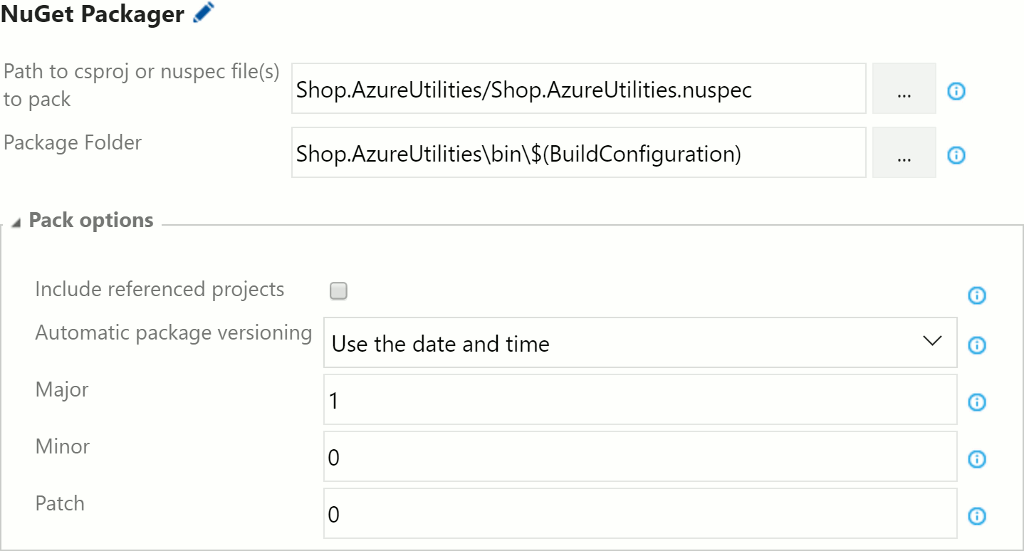 NuGet Packager
Path to csproj or nuspec file(s)
to pack
Shop.AzureUtilities/Shop.AzureUtilities.nuspec
...
Package Folder
Shop.AzureUtilities\bin\$(BuildConfiguration)
...
Pack options
Include referenced projects
Automatic package versioning
Use the date and time
Major
1
Minor
0
Patch
0